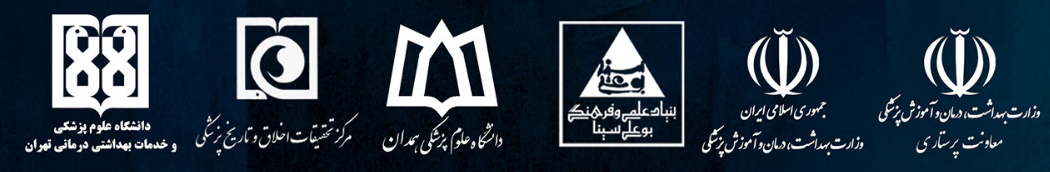 وزارت بهداشت، درمان و آموزش پزشکی
معاونت پرستاری
جمهوری اسلامی ایران
وزارت بهداشت، درمان و آموزش پزشکی
بنیاد علمی و فرهنگی
بوعلی سینا
دانشگاه علوم پزشکی همدان
مرکز تحقیقات اخلاق و تاریخ پزشکی
دانشگاه علوم پزشکی
و خدمات بهداشتی درمانی تهران